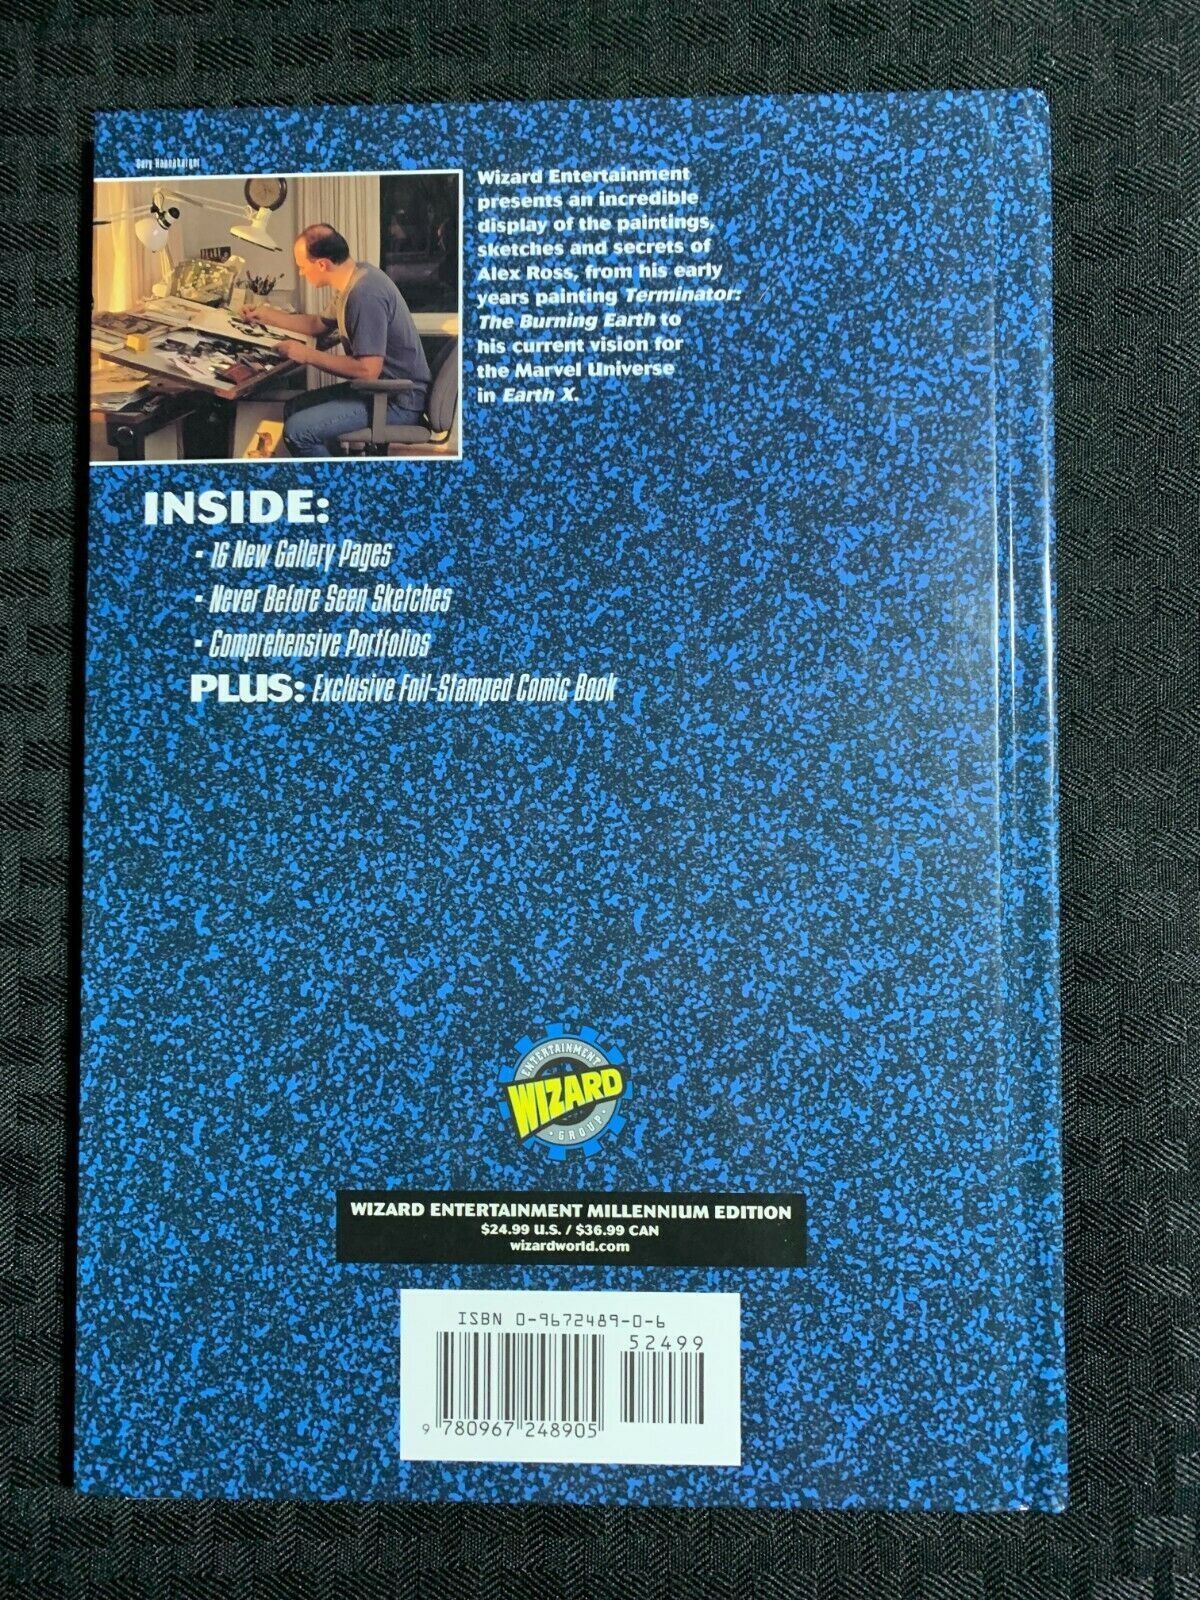 Wizard Entertainment
presents an incredible
display of the paintings,
sketches and secrets of
Alex Ross, from his early
years painting Terminator:
The Burning Earth to
his current vision for
the Marvel Universe
in Earth X.
INSIDE:
• 16 New Gallery Pages
• Never Before Seen Sketches
• Comprehensive Portfolios
PLUS: Exclusive Foil-Stamped Comic Book
ENTERTAINMENT
WIZARD
• GROUP •
WIZARD ENTERTAINMENT MILLENNIUM EDITION
$24.99 U.S. / $36.99 CAN
wizardworld.com
ISBN 0-9672489-0-6
52499
9 780967 248905